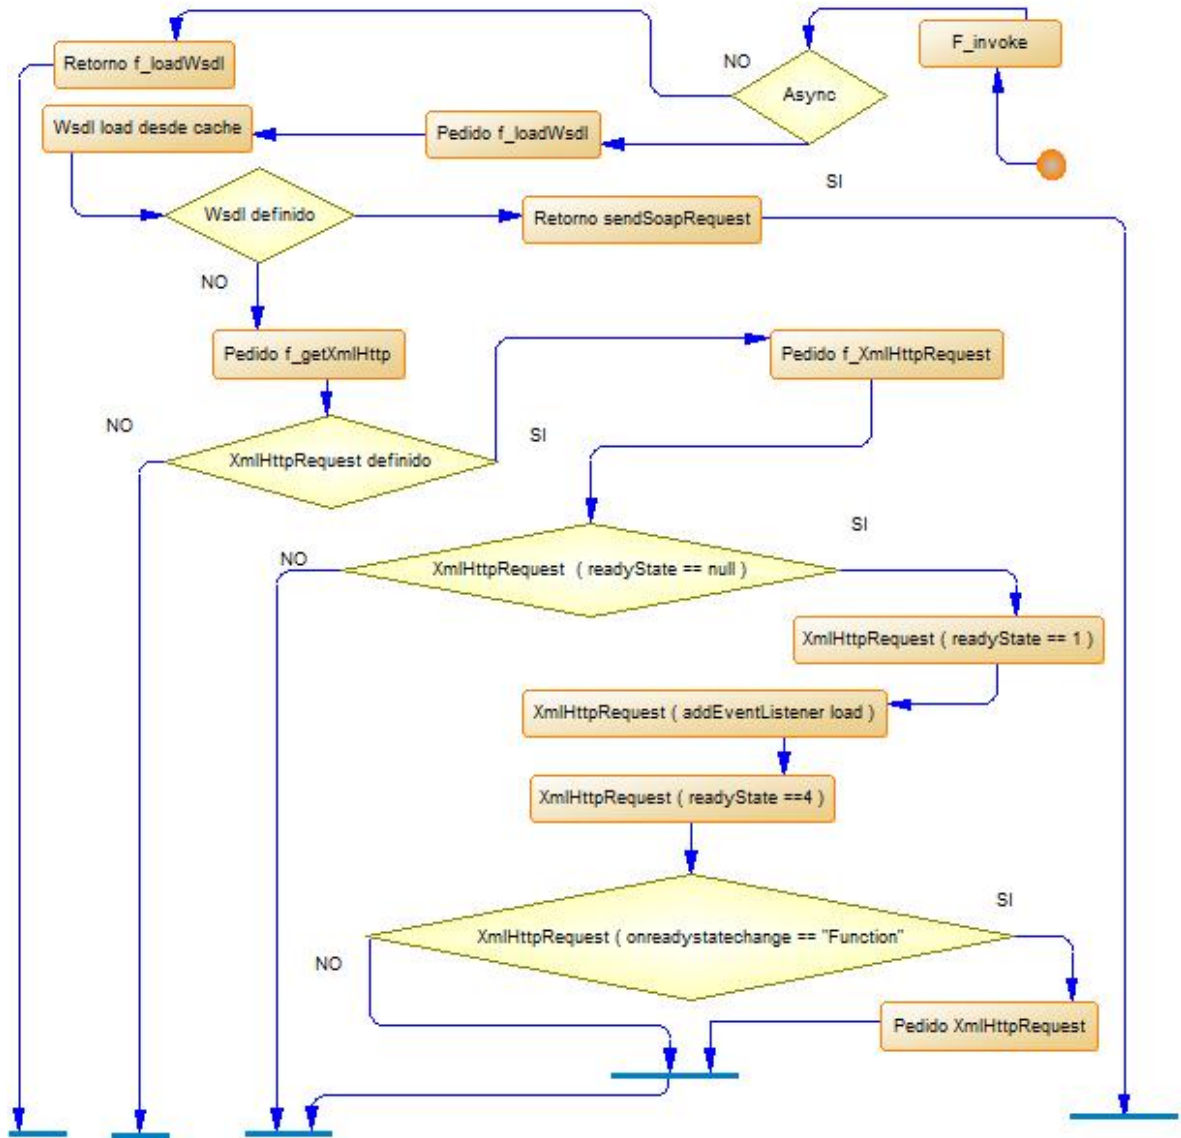 F_invoke
NO
Async
Retorno f_loadWsdl
Wsdl load desde cache
Pedido f_loadWsdl
SI
Wsdl definido
Retorno sendSoapRequest
NO
Pedido f_getXmlHttp
Pedido f_XmlHttpRequest
NO
SI
XmlHttpRequest definido
SI
NO
XmlHttpRequest ( readyState == null )
XmlHttpRequest ( readyState == 1 )
XmlHttpRequest ( addEventListener load )
XmlHttpRequest ( readyState ==4 )
SI
XmlHttpRequest ( onreadystatechange == "Function"
NO
Pedido XmlHttpRequest